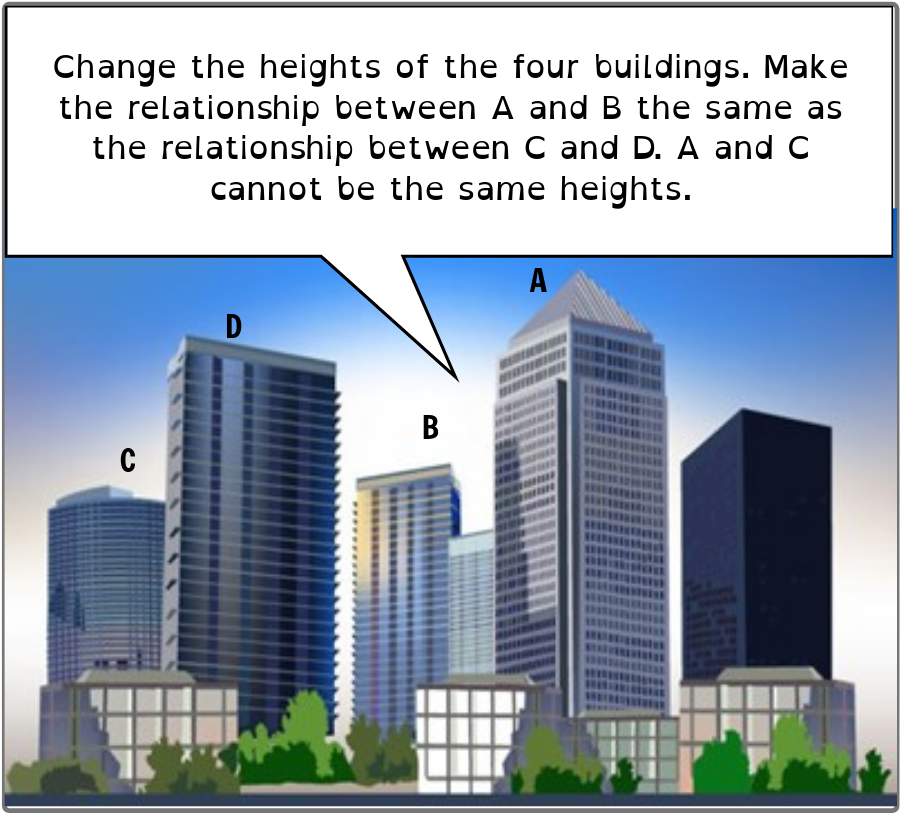 Change the heights of the four buildings. Make
the relationship between A and B the same as
the relationship between C and D. A and C
cannot be the same heights.
A
D
B
C